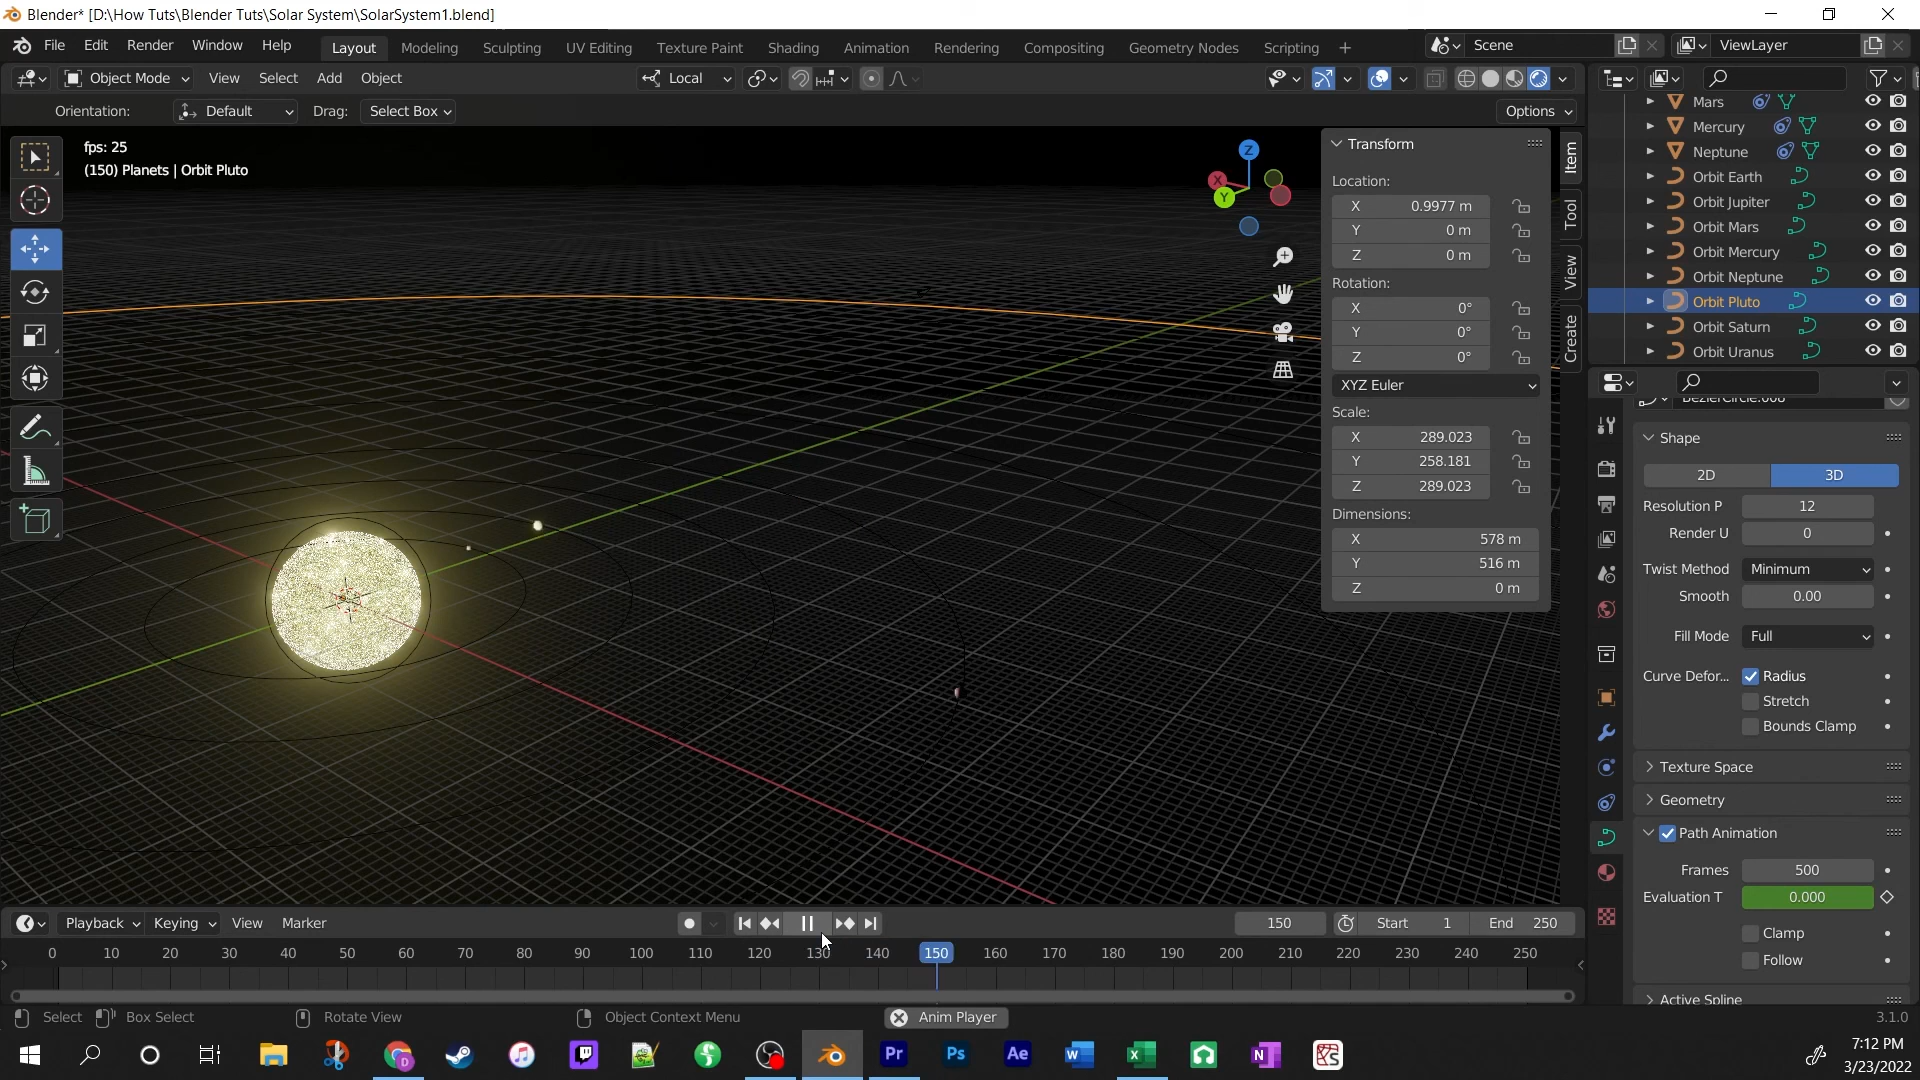 Blender* [D:\How Tuts\Blender Tuts\Solar System\SolarSystem1.blend]
File Edit Render Window Help Layout Modeling Sculpting UV Editing Texture Paint Shading Animation Rendering Compositing Geometry Nodes Scripting + Scene ViewLayer
Object Mode View Select Add Object Local
Orientation: Default Drag: Select Box Options
fps: 25
(150) Planets | Orbit Pluto
Z
X
Y
Transform
Location:
X 0.9977 m
Y 0 m
Z 0 m
Rotation:
X 0°
Y 0°
Z 0°
XYZ Euler
Scale:
X 289.023
Y 258.181
Z 289.023
Dimensions:
X 578 m
Y 516 m
Z 0 m
Item
Tool
View
Create
Mars
Mercury
Neptune
Orbit Earth
Orbit Jupiter
Orbit Mars
Orbit Mercury
Orbit Neptune
Orbit Pluto
Orbit Saturn
Orbit Uranus
BezierCircle.008
Shape
2D 3D
Resolution P 12
Render U 0
Twist Method Minimum
Smooth 0.00
Fill Mode Full
Curve Defor... Radius
Stretch
Bounds Clamp
Texture Space
Geometry
Path Animation
Frames 500
Evaluation T 0.000
Clamp
Follow
Active Spline
Playback Keying View Marker 150 Start 1 End 250
0 10 20 30 40 50 60 70 80 90 100 110 120 130 140 150 160 170 180 190 200 210 220 230 240 250
Select Box Select Rotate View Object Context Menu Anim Player 3.1.0
Pr Ps Ae W X N
7:12 PM
3/23/2022